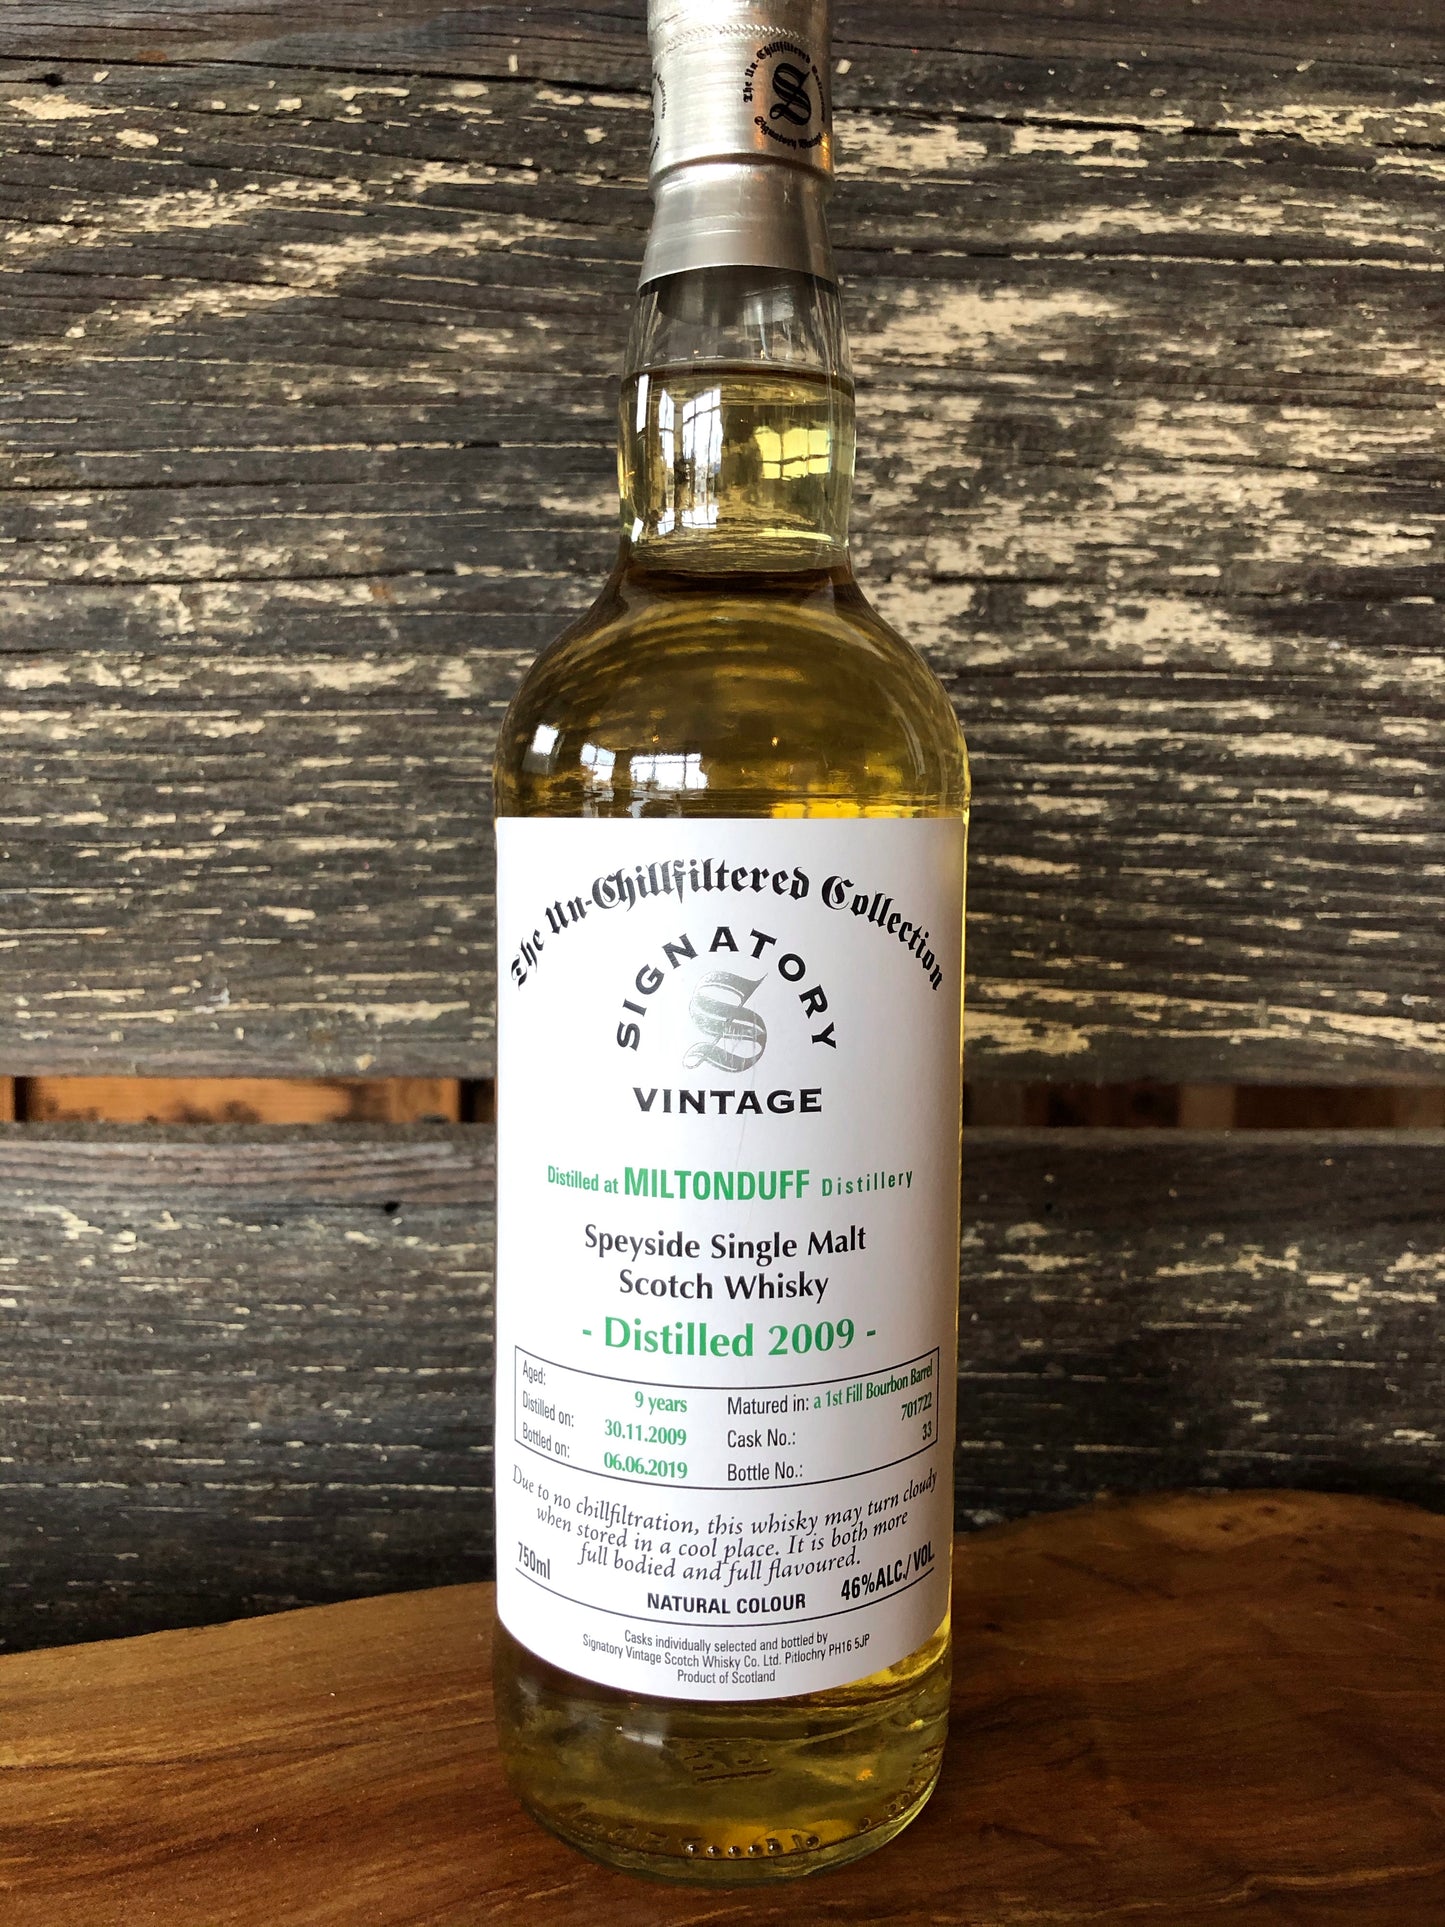 The Un-Chillfiltered
Signatory
The Un-Chillfiltered Collection
SIGNATORY
S
VINTAGE
Distilled at MILTONDUFF Distillery
Speyside Single Malt
Scotch Whisky
- Distilled 2009 -
Aged: 9 years
Distilled on: 30.11.2009
Bottled on: 06.06.2019
Matured in: a 1st Fill Bourbon Barrel
Cask No.: 701722
Bottle No.: 33
Due to no chillfiltration, this whisky may turn cloudy
when stored in a cool place. It is both more
full bodied and full flavoured.
750ml
NATURAL COLOUR
46%ALC./VOL.
Casks individually selected and bottled by
Signatory Vintage Scotch Whisky Co. Ltd. Pitlochry PH16 5JP
Product of Scotland